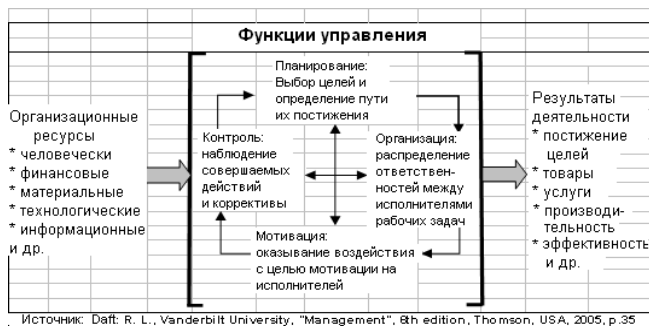 Функции управления
Организационные
ресурсы
* человечески
* финансовые
* материальные
* технологические
* информационные
и др.
Планирование:
Выбор целей и
определение пути
их постижения
Контроль:
наблюдение
совершаемых
действий
и коррективы
Организация:
распределение
ответствен-
ностей между
исполнителями
рабочих задач
Мотивация:
оказывание воздействия
с целью мотивации на
исполнителей
Результаты
деятельности
* постижение
целей
* товары
* услуги
* производи-
тельность
* эффективность
и др.
Источник: Daft: R. L., Vanderbilt University, "Management", 6th edition, Thomson, USA, 2005, p.35